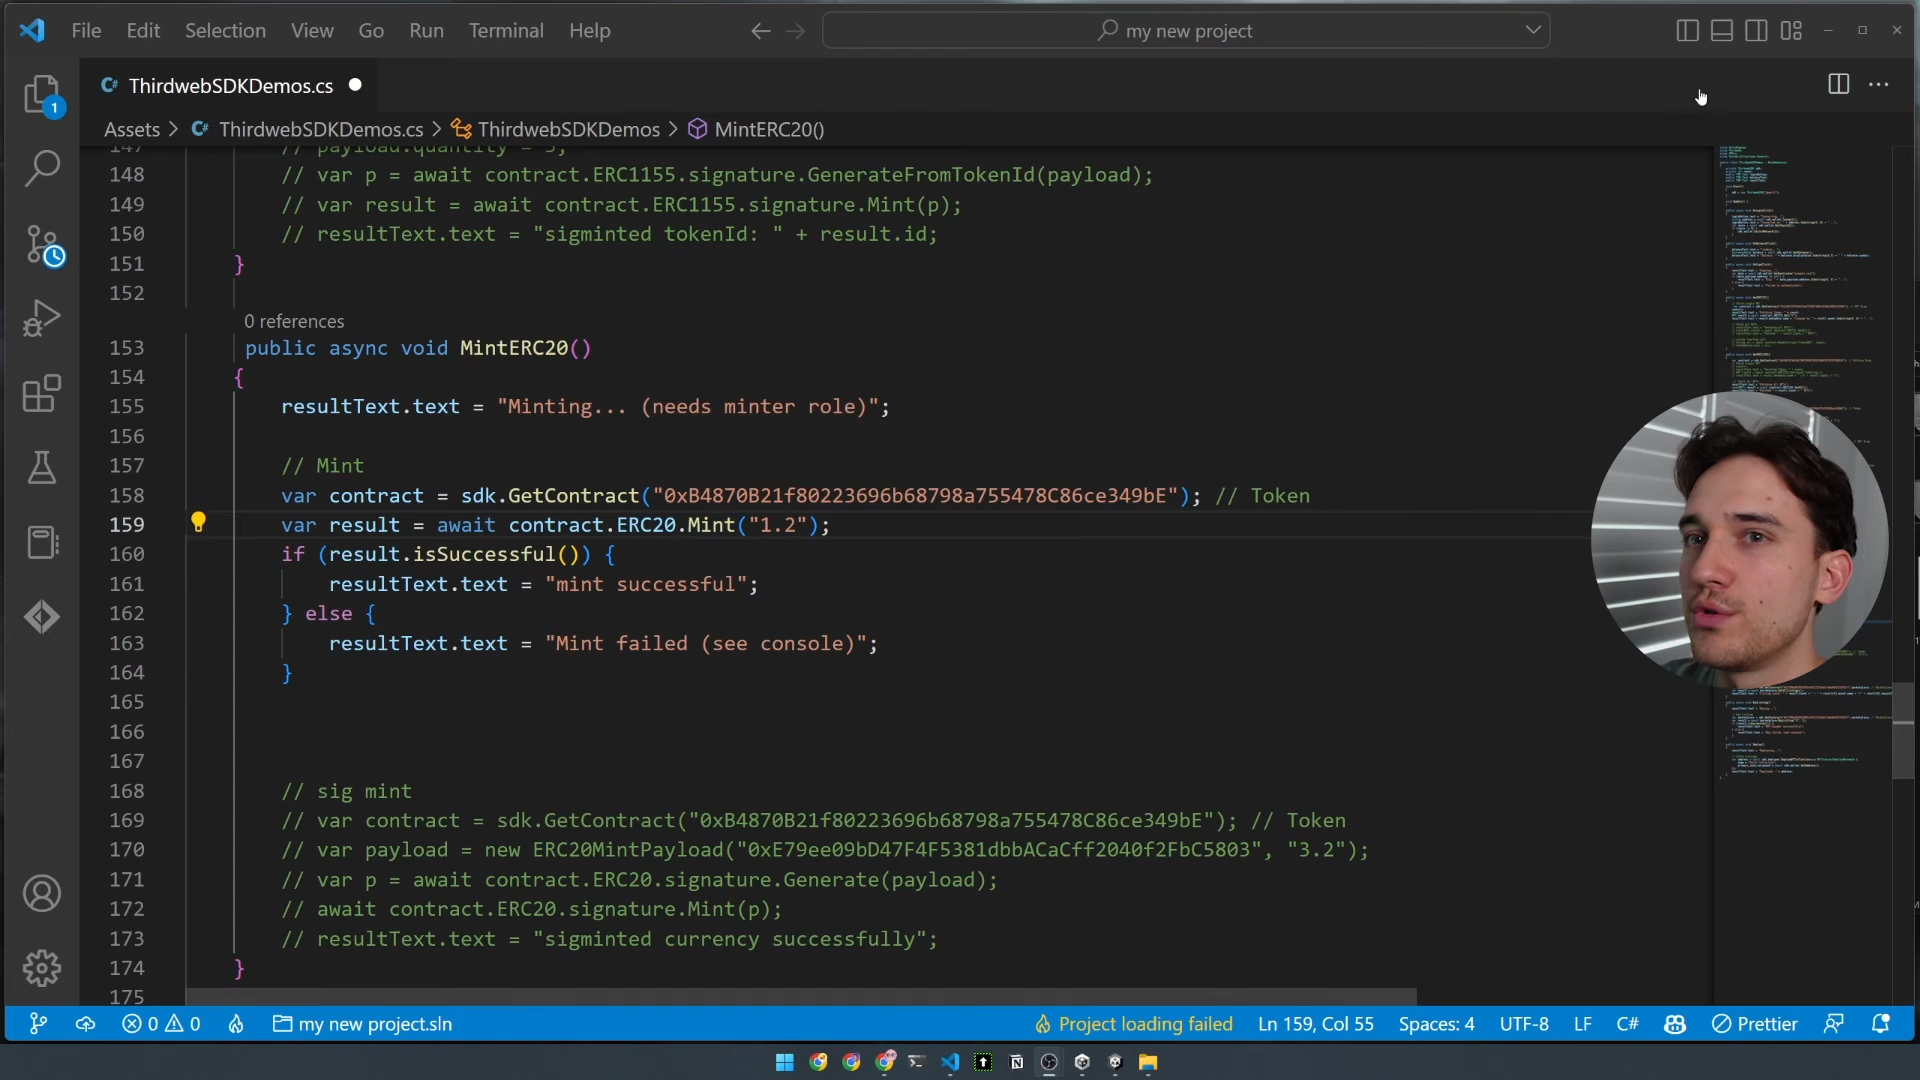 File Edit Selection View Go Run Terminal Help
my new project
ThirdwebSDKDemos.cs
1
Assets > ThirdwebSDKDemos.cs > ThirdwebSDKDemos > MintERC20()
147 // payload.quantity = 3;
148 // var p = await contract.ERC1155.signature.GenerateFromTokenId(payload);
149 // var result = await contract.ERC1155.signature.Mint(p);
150 // resultText.text = "sigminted tokenId: " + result.id;
151 }
152
0 references
153 public async void MintERC20()
154 {
155 resultText.text = "Minting... (needs minter role)";
156
157 // Mint
158 var contract = sdk.GetContract("0xB4870B21f80223696b68798a755478C86ce349bE"); // Token
159 var result = await contract.ERC20.Mint("1.2");
160 if (result.isSuccessful()) {
161 resultText.text = "mint successful";
162 } else {
163 resultText.text = "Mint failed (see console)";
164 }
165
166
167
168 // sig mint
169 // var contract = sdk.GetContract("0xB4870B21f80223696b68798a755478C86ce349bE"); // Token
170 // var payload = new ERC20MintPayload("0xE79ee09bD47F4F5381dbbACaCff2040f2FbC5803", "3.2");
171 // var p = await contract.ERC20.signature.Generate(payload);
172 // await contract.ERC20.signature.Mint(p);
173 // resultText.text = "sigminted currency successfully";
174 }
175
0 0 my new project.sln Project loading failed Ln 159, Col 55 Spaces: 4 UTF-8 LF C# Prettier